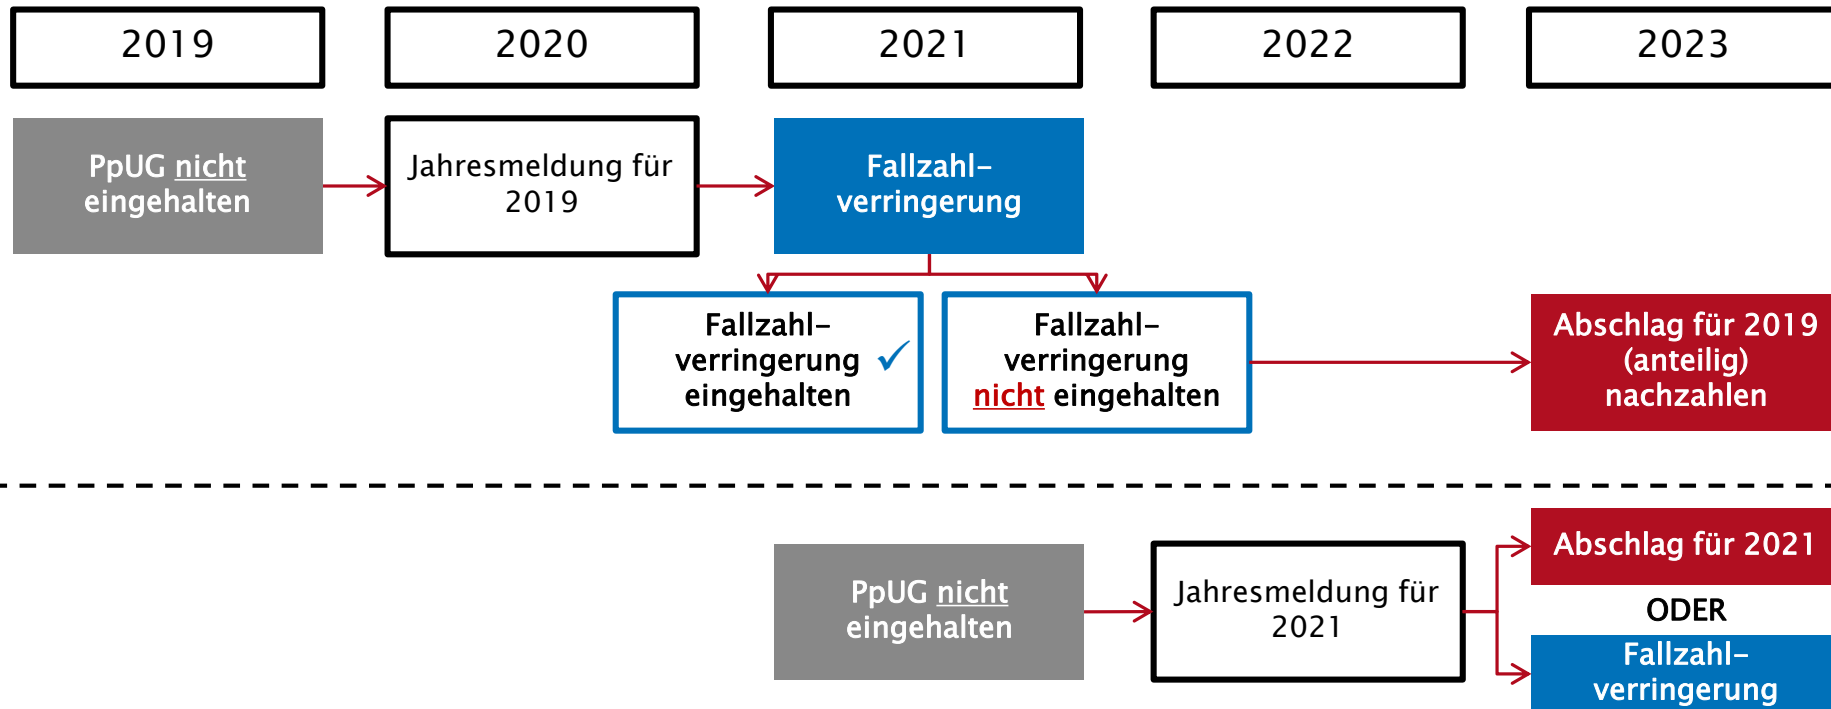 2019
2020
2021
2022
2023
PpUG nicht
eingehalten
Jahresmeldung für
2019
Fallzahl–
verringerung
Fallzahl–
verringerung
eingehalten
Fallzahl–
verringerung
nicht eingehalten
Abschlag für 2019
(anteilig)
nachzahlen
PpUG nicht
eingehalten
Jahresmeldung für
2021
Abschlag für 2021
ODER
Fallzahl–
verringerung